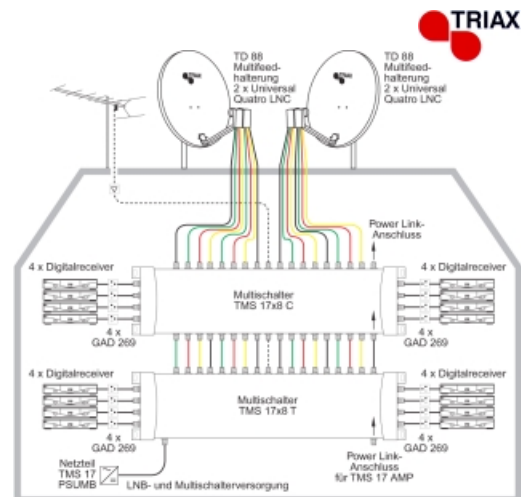 TRIAX
TD 88
Multifeed-
halterung
2 x Universal
Quatro LNC
TD 88
Multifeed-
halterung
2 x Universal
Quatro LNC
TRIAX
Power Link-
Anschluss
4 x Digitalreceiver
4 x Digitalreceiver
Multischalter
TMS 17x8 C
4 x
GAD 269
4 x
GAD 269
4 x Digitalreceiver
4 x Digitalreceiver
Multischalter
TMS 17x8 T
4 x
GAD 269
4 x
GAD 269
Netzteil
TMS 17
PSUMB
LNB- und Multischalterversorgung
Power Link-
Anschluss
für TMS 17 AMP